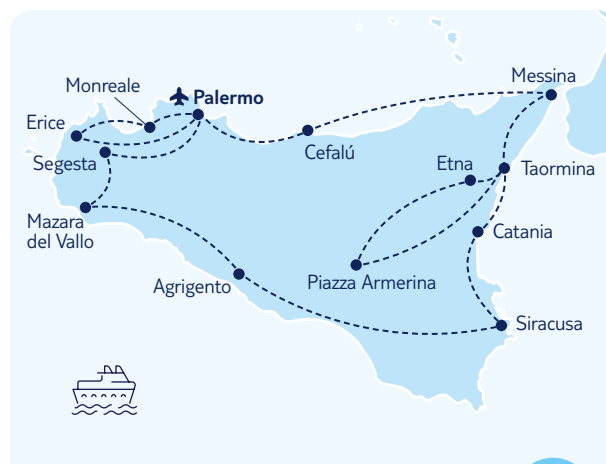 Messina
Monreale
Palermo
Erice
Cefalú
Segesta
Etna
Taormina
Mazara
del Vallo
Catania
Agrigento
Piazza Armerina
Siracusa